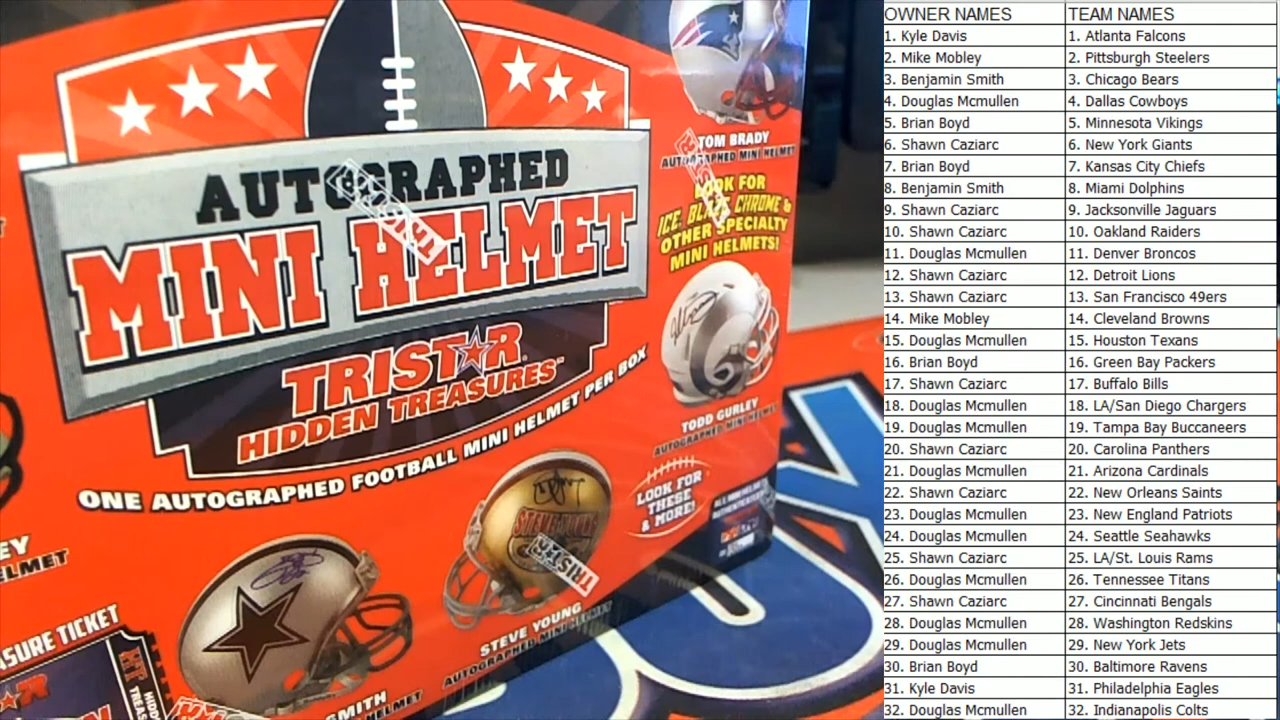 AUTOGRAPHED
MINI HELMET
TRISTAR
HIDDEN TREASURES™
ONE AUTOGRAPHED FOOTBALL MINI HELMET PER BOX
TOM BRADY
AUTOGRAPHED MINI HELMET
LOOK FOR
ICE, BLAZE, CHROME &
OTHER SPECIALTY
MINI HELMETS!
TODD GURLEY
AUTOGRAPHED MINI HELMET
LOOK FOR
THESE
& MORE!
STEVE YOUNG
STEVE YOUNG
AUTOGRAPHED MINI HELMET
TRISTAR
SMITH
HELMET
EY
ELMET
SURE TICKET
OWNER NAMES TEAM NAMES
1. Kyle Davis 1. Atlanta Falcons
2. Mike Mobley 2. Pittsburgh Steelers
3. Benjamin Smith 3. Chicago Bears
4. Douglas Mcmullen 4. Dallas Cowboys
5. Brian Boyd 5. Minnesota Vikings
6. Shawn Caziarc 6. New York Giants
7. Brian Boyd 7. Kansas City Chiefs
8. Benjamin Smith 8. Miami Dolphins
9. Shawn Caziarc 9. Jacksonville Jaguars
10. Shawn Caziarc 10. Oakland Raiders
11. Douglas Mcmullen 11. Denver Broncos
12. Shawn Caziarc 12. Detroit Lions
13. Shawn Caziarc 13. San Francisco 49ers
14. Mike Mobley 14. Cleveland Browns
15. Douglas Mcmullen 15. Houston Texans
16. Brian Boyd 16. Green Bay Packers
17. Shawn Caziarc 17. Buffalo Bills
18. Douglas Mcmullen 18. LA/San Diego Chargers
19. Douglas Mcmullen 19. Tampa Bay Buccaneers
20. Shawn Caziarc 20. Carolina Panthers
21. Douglas Mcmullen 21. Arizona Cardinals
22. Shawn Caziarc 22. New Orleans Saints
23. Douglas Mcmullen 23. New England Patriots
24. Douglas Mcmullen 24. Seattle Seahawks
25. Shawn Caziarc 25. LA/St. Louis Rams
26. Douglas Mcmullen 26. Tennessee Titans
27. Shawn Caziarc 27. Cincinnati Bengals
28. Douglas Mcmullen 28. Washington Redskins
29. Douglas Mcmullen 29. New York Jets
30. Brian Boyd 30. Baltimore Ravens
31. Kyle Davis 31. Philadelphia Eagles
32. Douglas Mcmullen 32. Indianapolis Colts